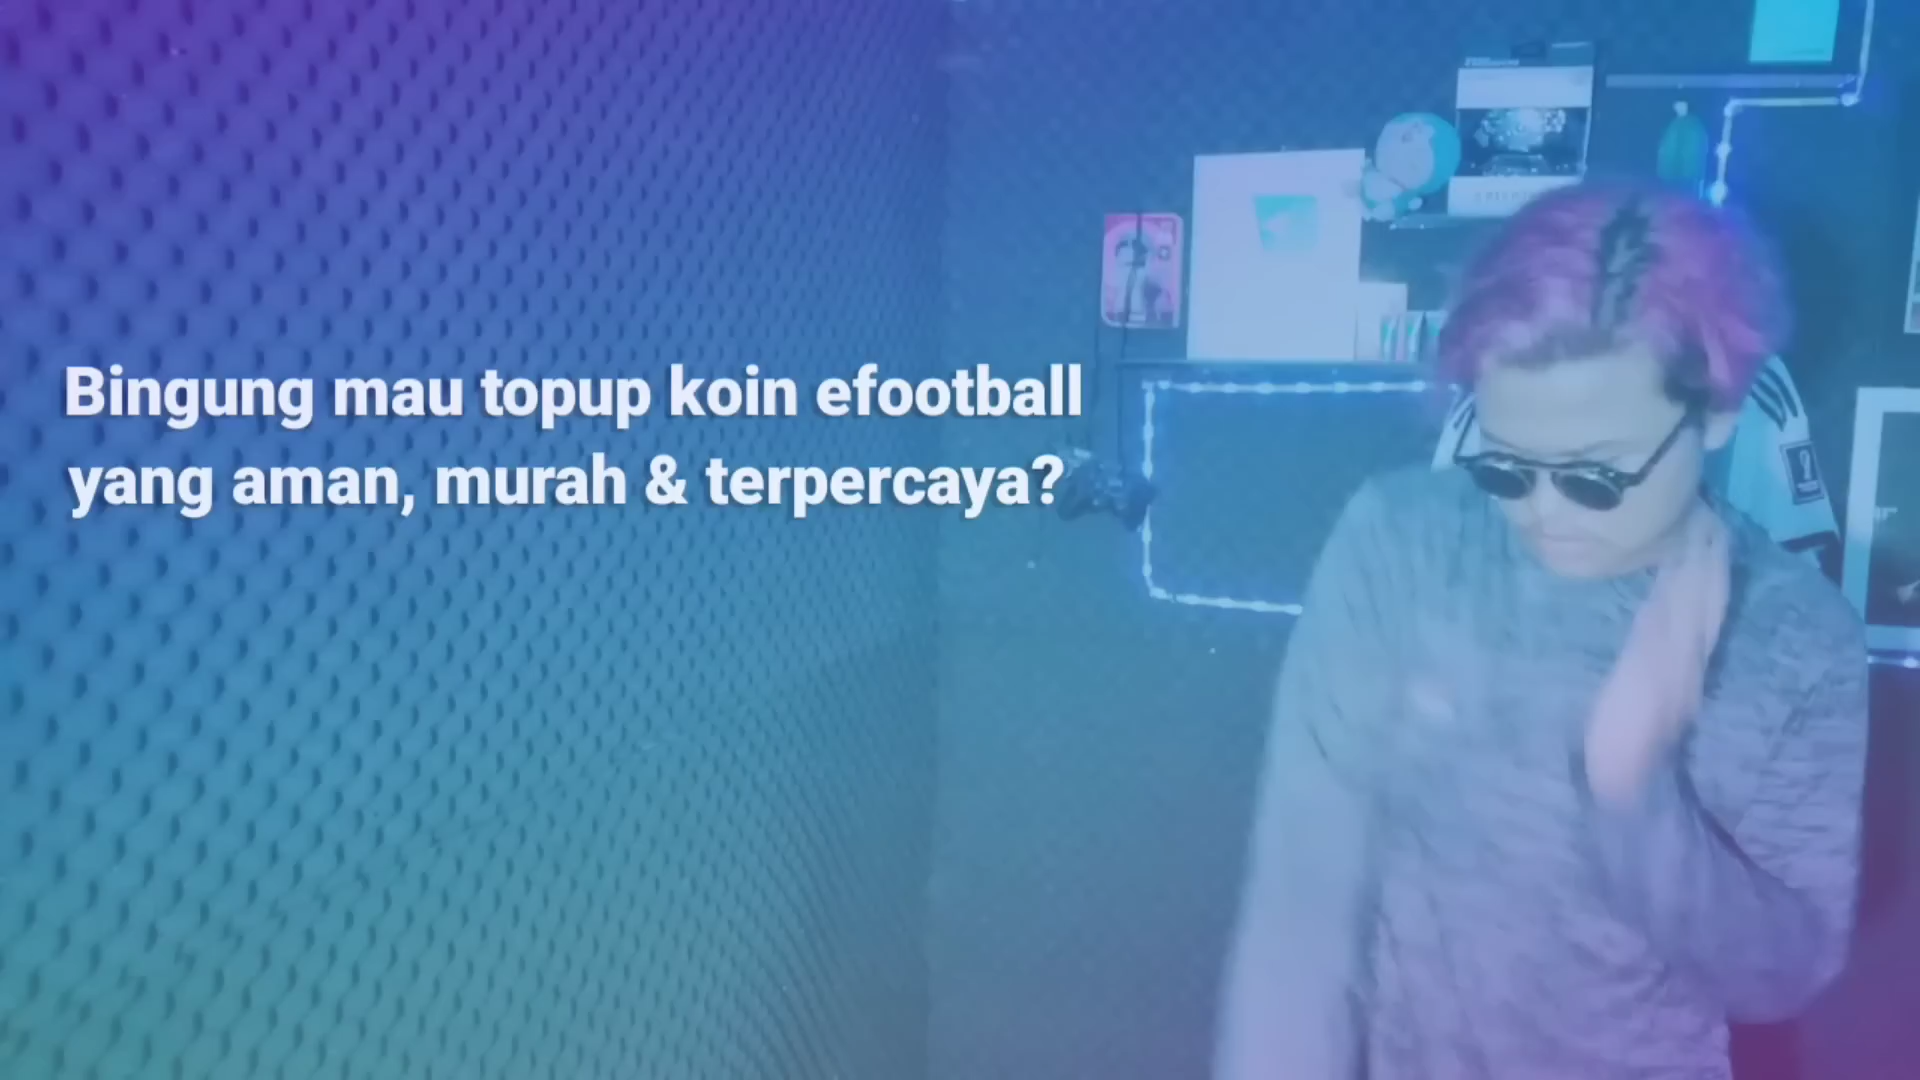 Bingung mau topup koin efootball
yang aman, murah & terpercaya?